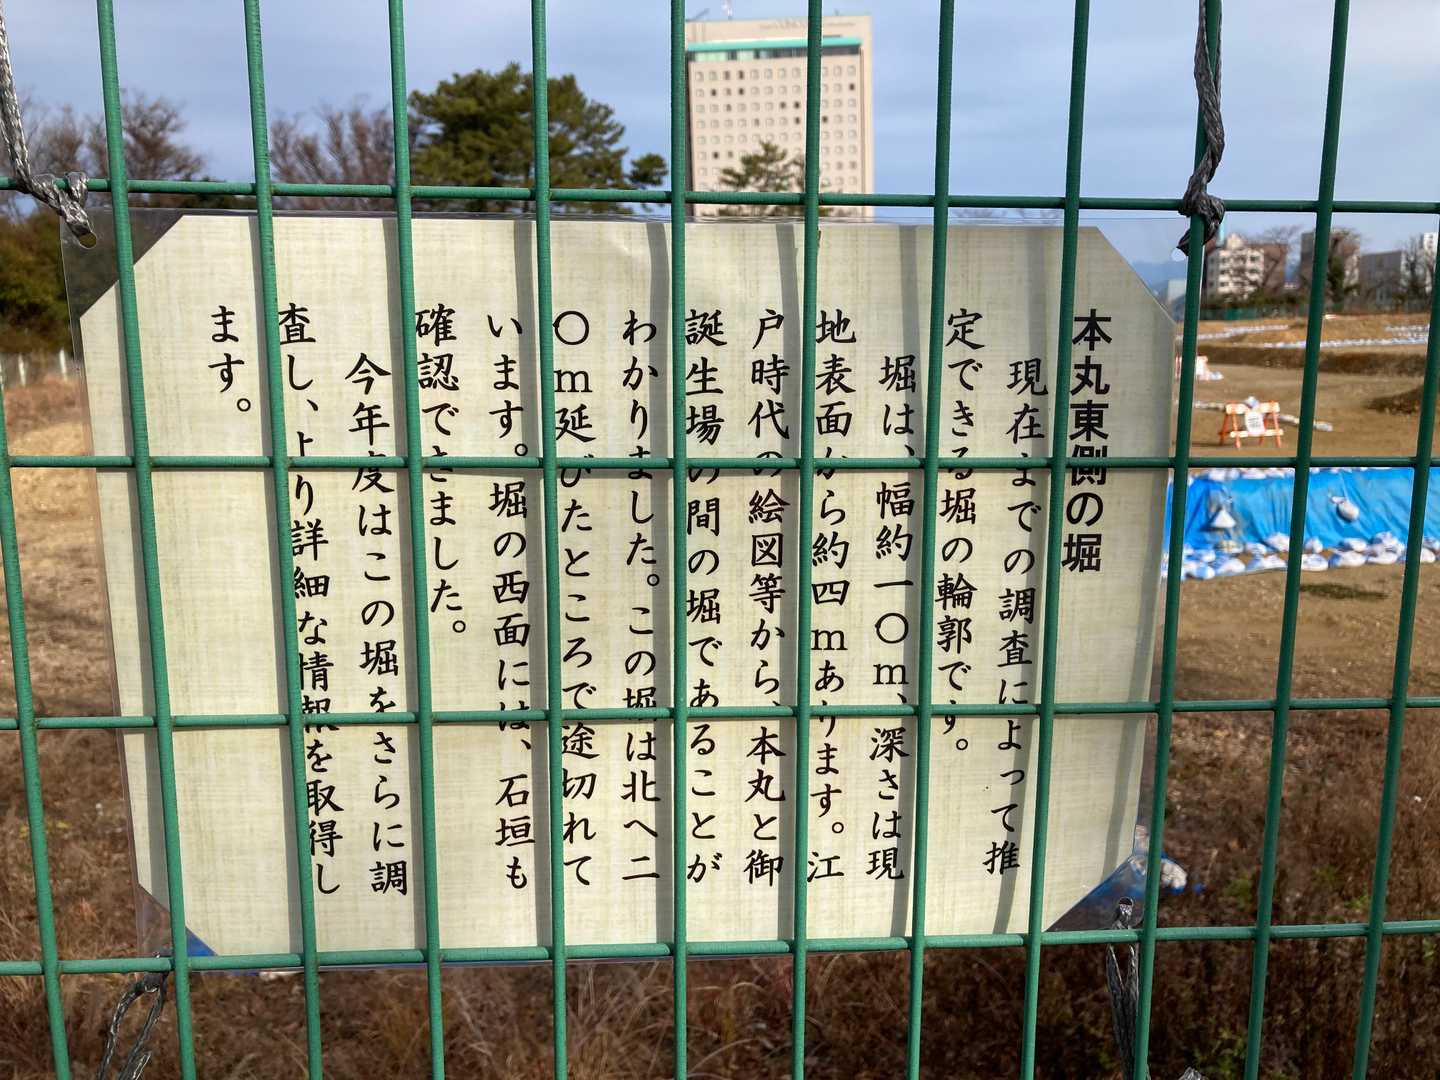 本丸東側の堀
現在までの調査によって推
定できる堀の輪郭です。
堀は、幅約一〇ｍ、深さは現
地表面から約四ｍあります。江
戸時代の絵図等から、本丸と御
誕生場の間の堀であることが
わかりました。この堀は北へ二
〇ｍ延びたところで途切れて
います。堀の西面には、石垣も
確認できました。
今年度はこの堀をさらに調
査し、より詳細な情報を取得し
ます。